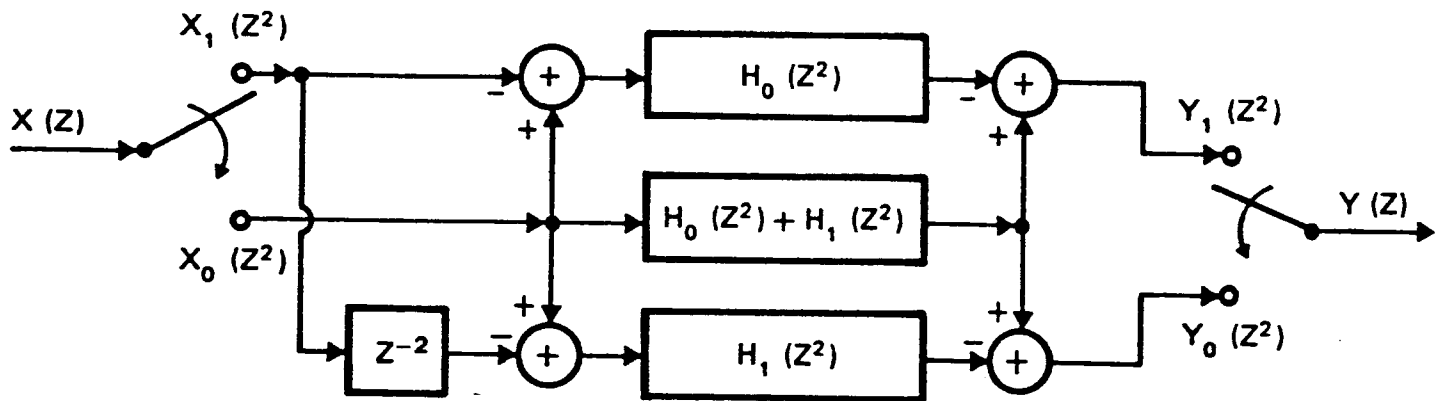 X₁ (Z²)
X (Z)
X₀ (Z²)
Z⁻²
−
+
+
+
−
+
H₀ (Z²)
H₀ (Z²) + H₁ (Z²)
H₁ (Z²)
−
+
+
+
−
+
Y₁ (Z²)
Y (Z)
Y₀ (Z²)